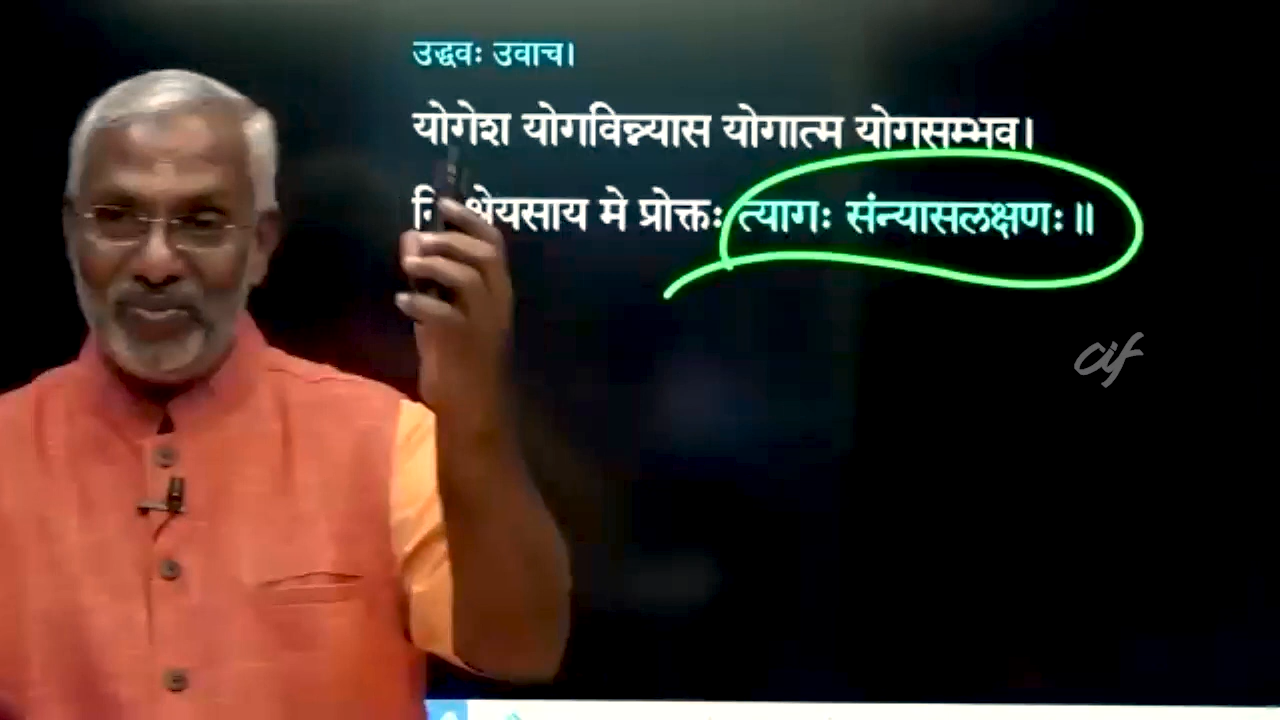 उद्धवः उवाच।
योगेश योगविन्न्यास योगात्म योगसम्भव।
मे प्रोक्तः त्यागः संन्यासलक्षणः॥
cif